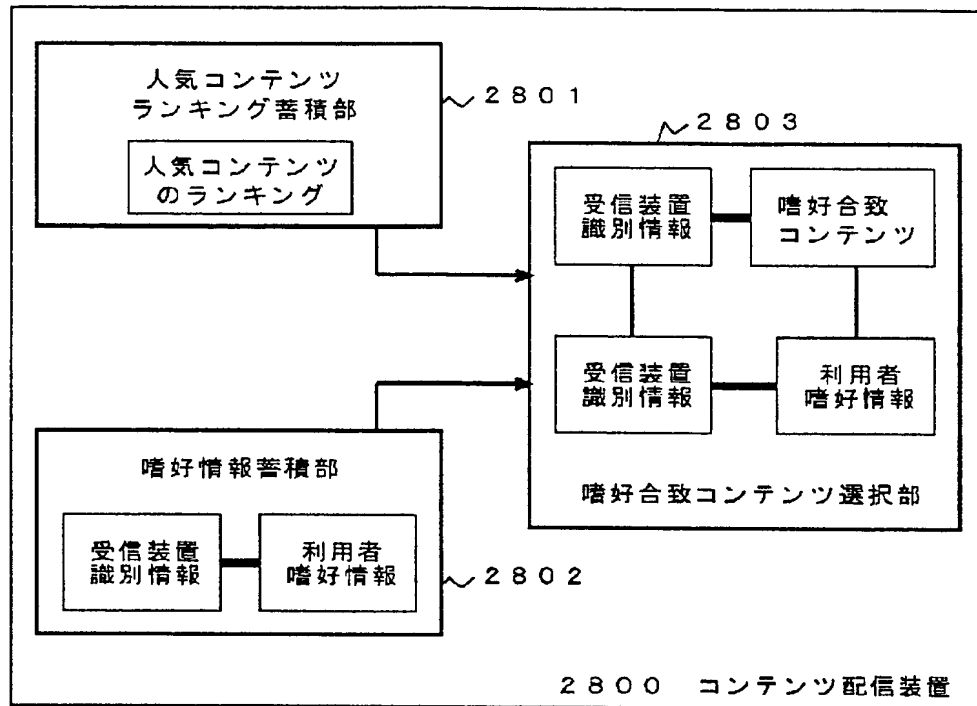 人気コンテンツ
ランキング蓄積部
人気コンテンツ
のランキング
2801
2803
受信装置
識別情報
嗜好合致
コンテンツ
受信装置
識別情報
利用者
嗜好情報
嗜好合致コンテンツ選択部
嗜好情報蓄積部
受信装置
識別情報
利用者
嗜好情報
2802
2800 コンテンツ配信装置